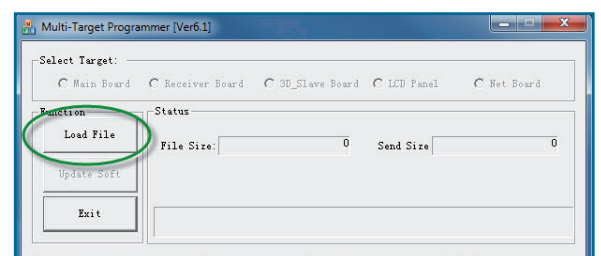 Multi-Target Programmer [Ver6.1]
Select Target:
Main Board Receiver Board 3D_Slave Board LCD Panel Net Board
Function
Status
Load File
File Size: 0 Send Size 0
Update Soft
Exit